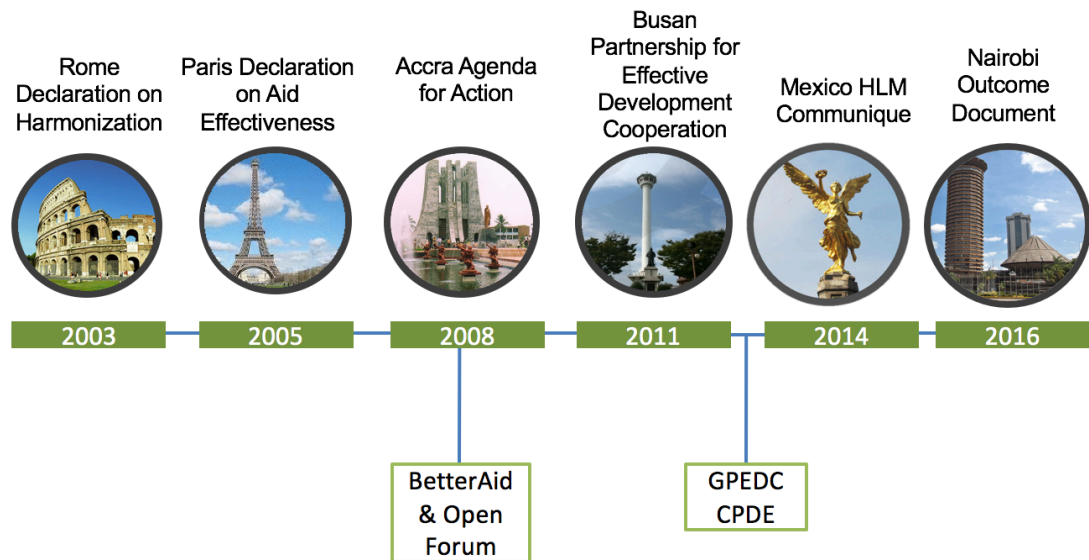 Rome
Declaration on
Harmonization
Paris Declaration
on Aid
Effectiveness
Accra Agenda
for Action
Busan
Partnership for
Effective
Development
Cooperation
Mexico HLM
Communique
Nairobi
Outcome
Document
2003
2005
2008
2011
2014
2016
BetterAid
& Open
Forum
GPEDC
CPDE